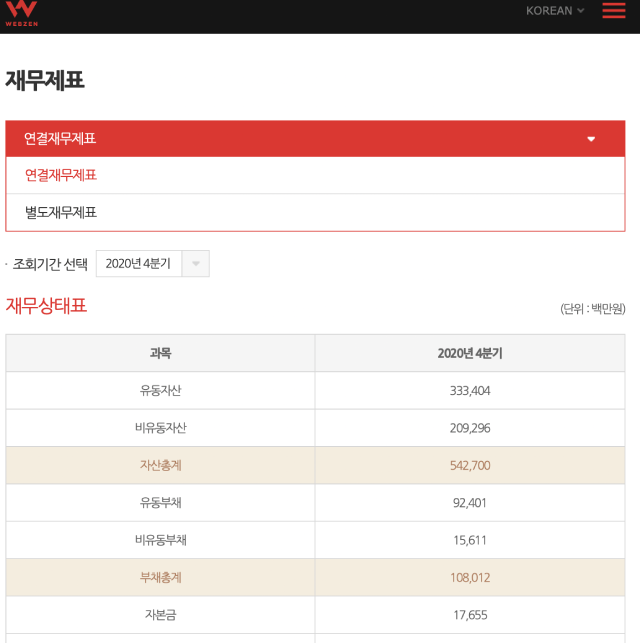 WEBZEN
KOREAN
재무제표
연결재무제표
연결재무제표
별도재무제표
· 조회기간 선택 2020년 4분기
재무상태표 (단위 : 백만원)
과목 2020년 4분기
유동자산 333,404
비유동자산 209,296
자산총계 542,700
유동부채 92,401
비유동부채 15,611
부채총계 108,012
자본금 17,655